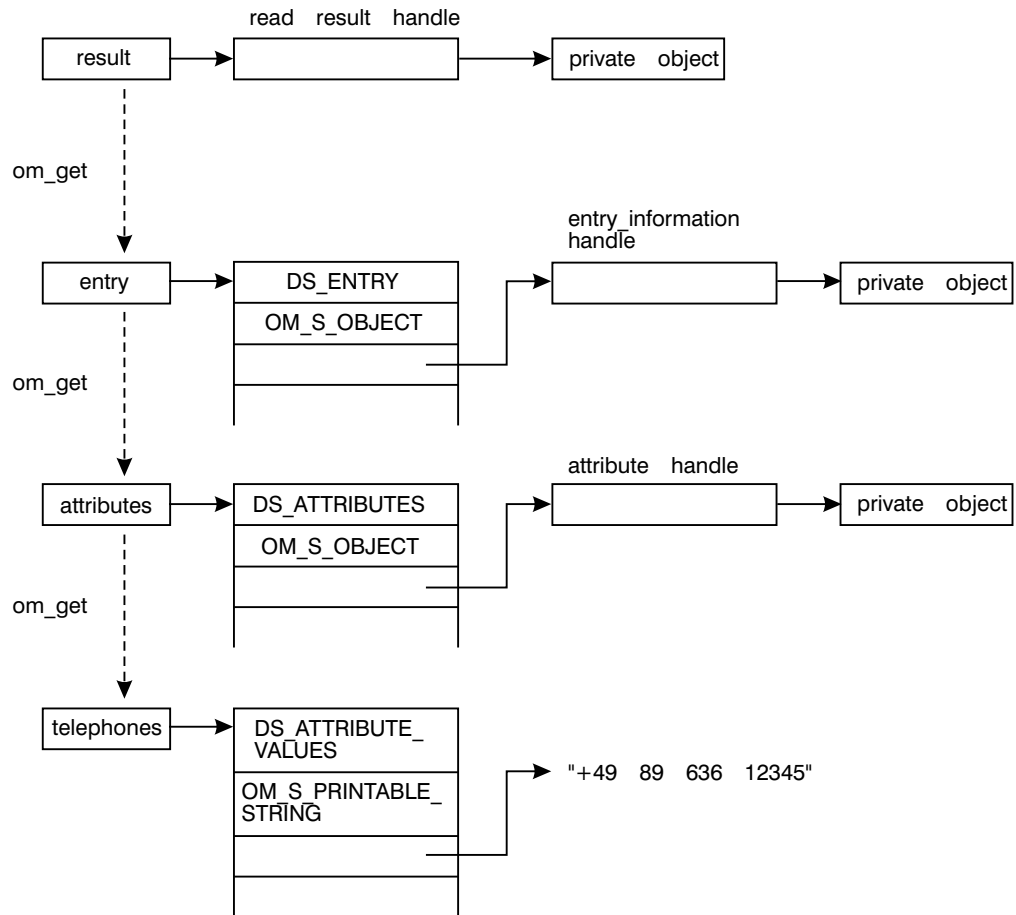 read result handle
result
private object
om_get
entry_information
handle
entry
DS_ENTRY
private object
OM_S_OBJECT
om_get
attribute handle
attributes
DS_ATTRIBUTES
private object
OM_S_OBJECT
om_get
telephones
DS_ATTRIBUTE_
VALUES
"+49 89 636 12345"
OM_S_PRINTABLE_
STRING